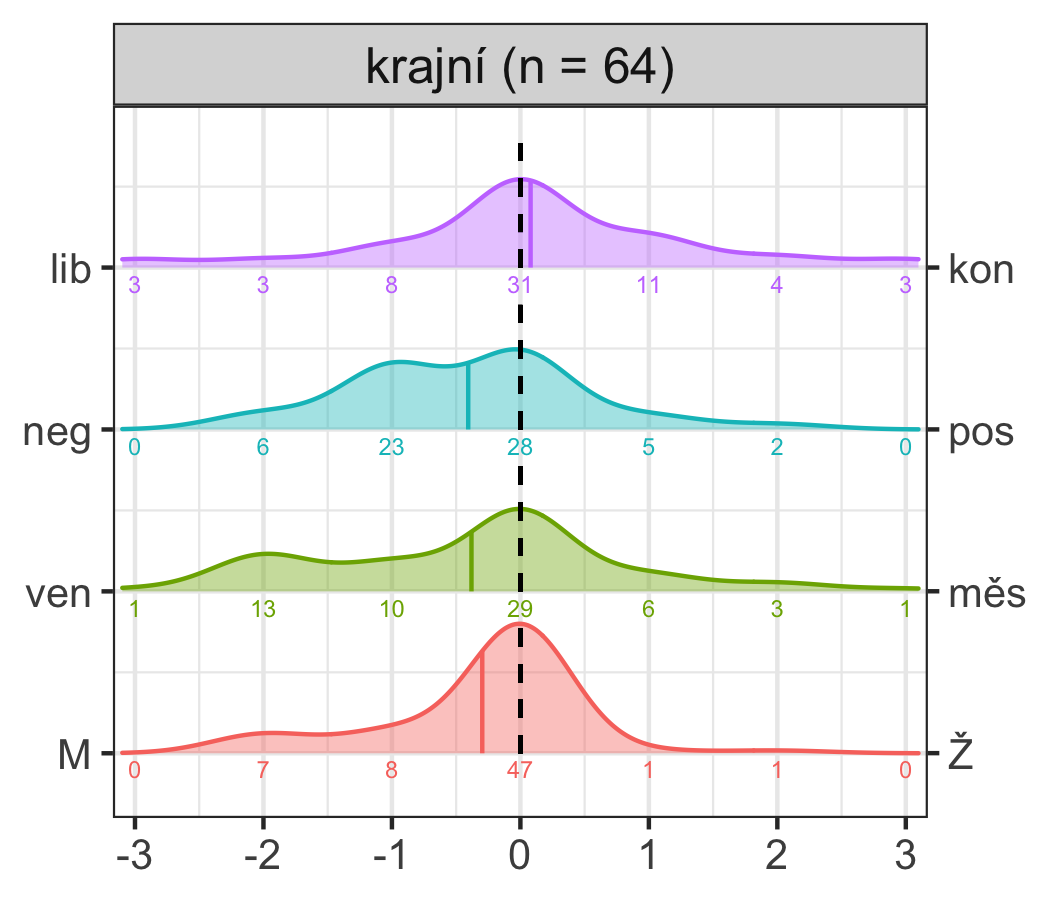 krajní (n = 64)
lib kon
3 3 8 31 11 4 3
neg pos
0 6 23 28 5 2 0
ven měs
1 13 10 29 6 3 1
M Ž
0 7 8 47 1 1 0
-3 -2 -1 0 1 2 3